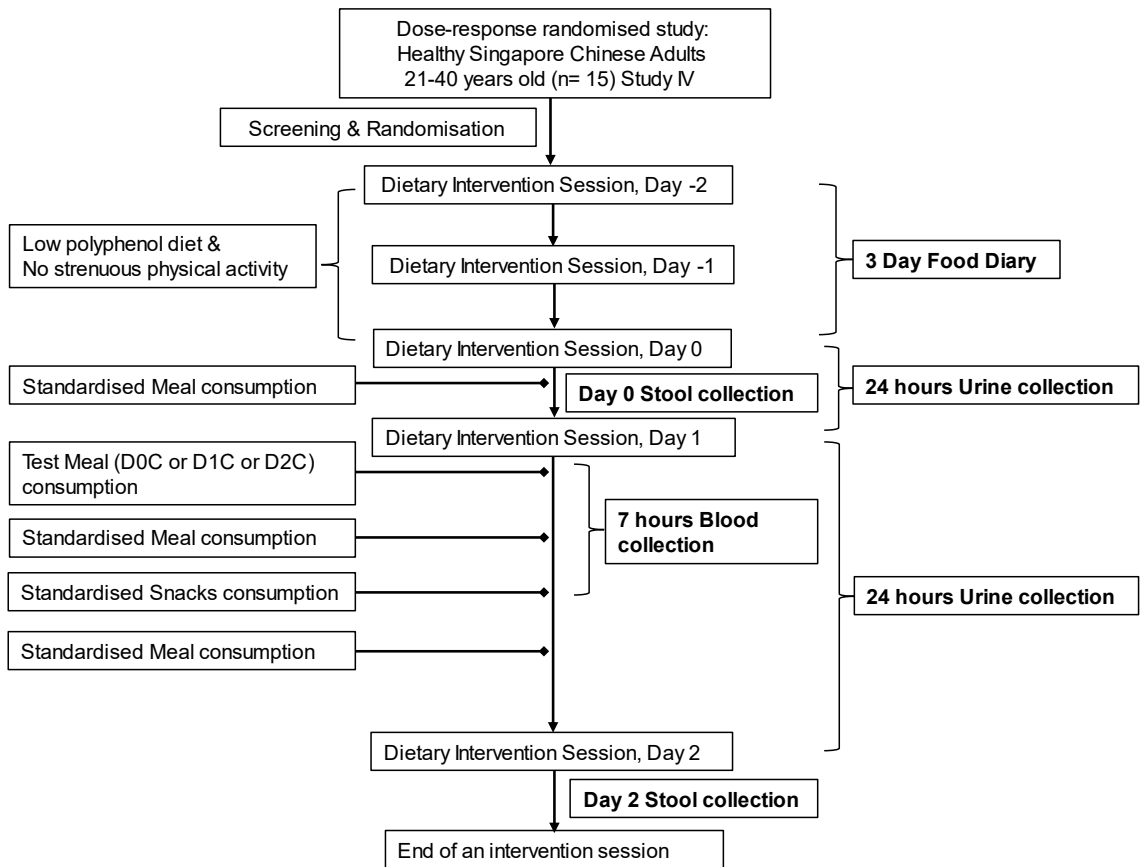 Dose-response randomised study:
Healthy Singapore Chinese Adults
21-40 years old (n= 15) Study IV
Screening & Randomisation
Dietary Intervention Session, Day -2
Low polyphenol diet &
No strenuous physical activity
Dietary Intervention Session, Day -1
3 Day Food Diary
Dietary Intervention Session, Day 0
Standardised Meal consumption
Day 0 Stool collection
24 hours Urine collection
Dietary Intervention Session, Day 1
Test Meal (D0C or D1C or D2C)
consumption
7 hours Blood
collection
Standardised Meal consumption
Standardised Snacks consumption
24 hours Urine collection
Standardised Meal consumption
Dietary Intervention Session, Day 2
Day 2 Stool collection
End of an intervention session